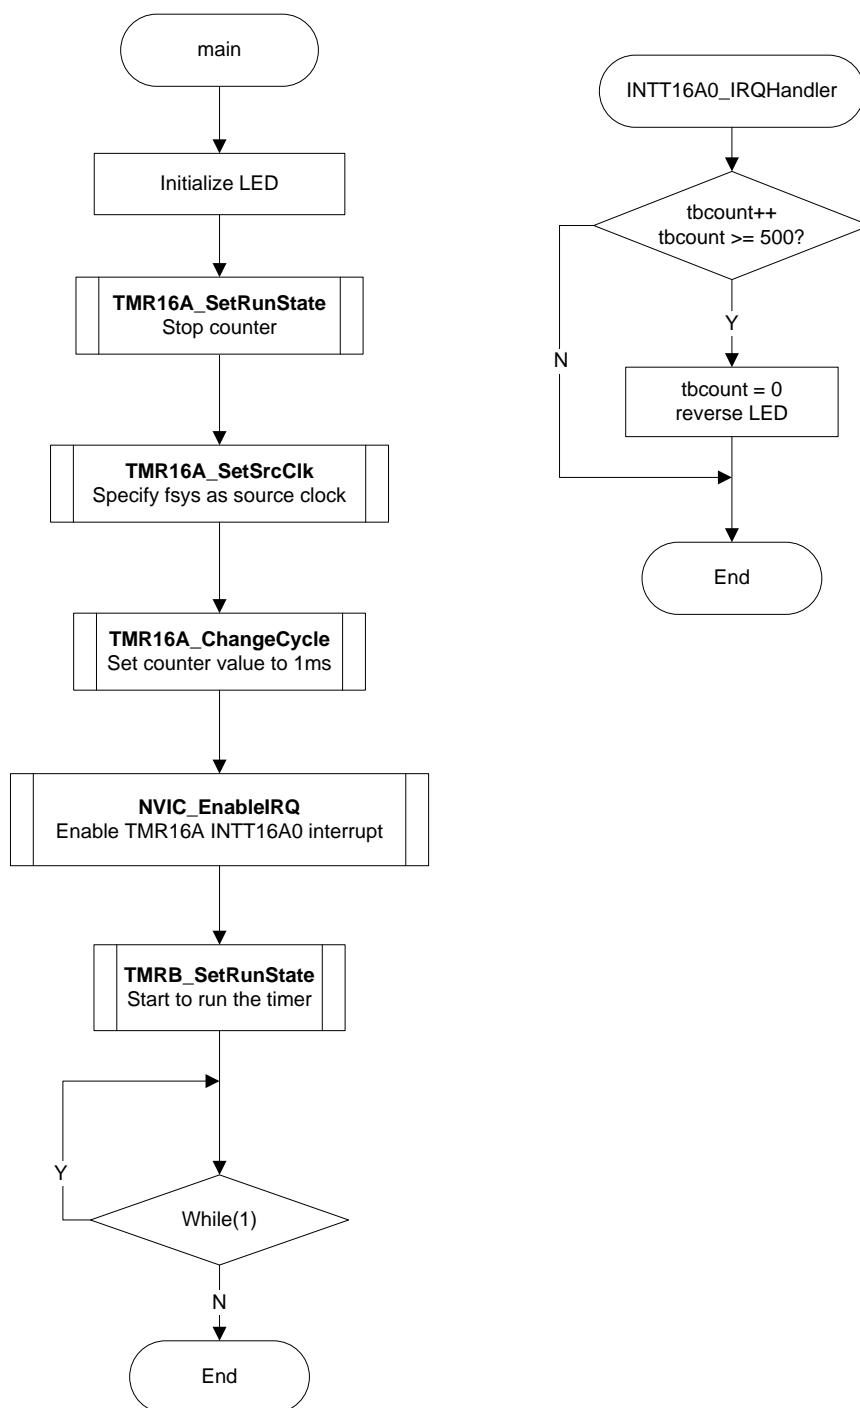 main
Initialize LED
TMR16A_SetRunState
Stop counter
TMR16A_SetSrcClk
Specify fsys as source clock
TMR16A_ChangeCycle
Set counter value to 1ms
NVIC_EnableIRQ
Enable TMR16A INTT16A0 interrupt
TMRB_SetRunState
Start to run the timer
Y
While(1)
N
End
INTT16A0_IRQHandler
tbcount++
tbcount >= 500?
Y
N
tbcount = 0
reverse LED
End